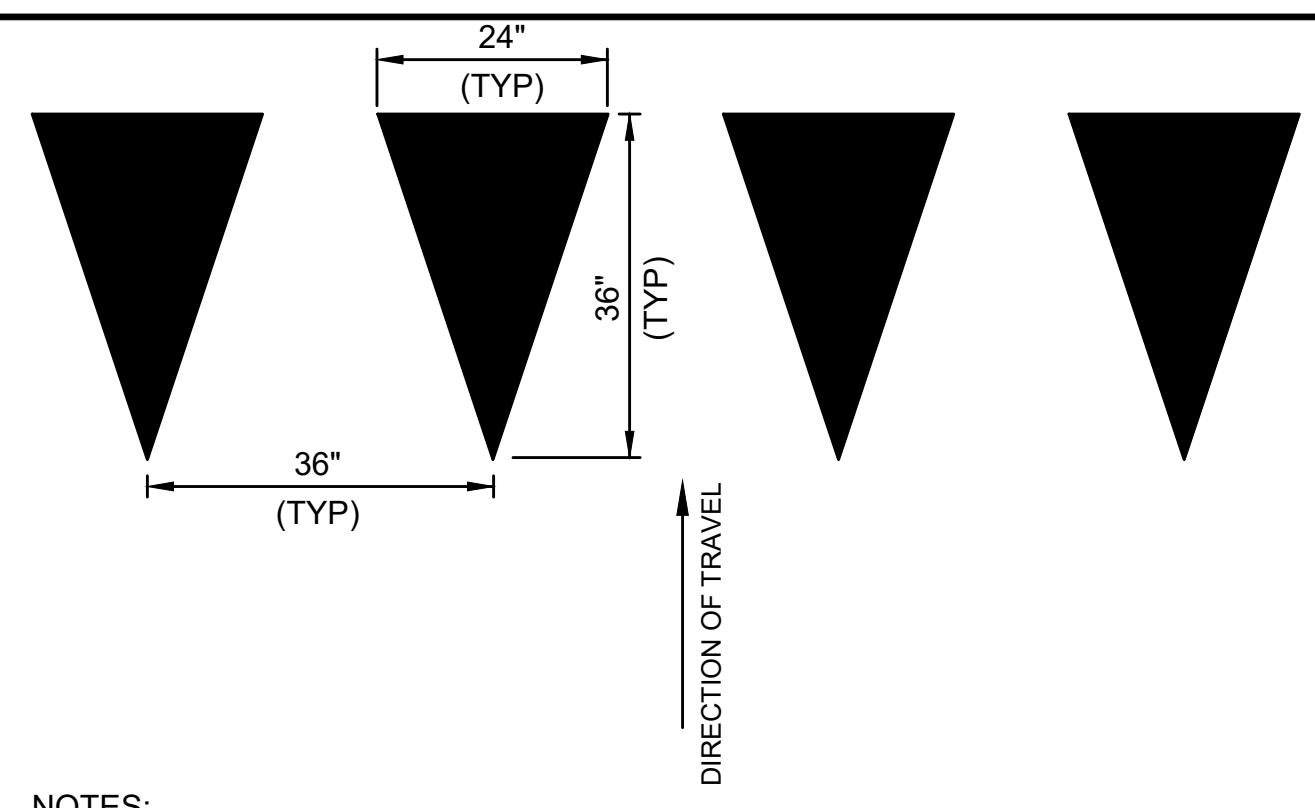 24"
(TYP)
36"
(TYP)
36"
(TYP)
DIRECTION OF TRAVEL
NOTES: